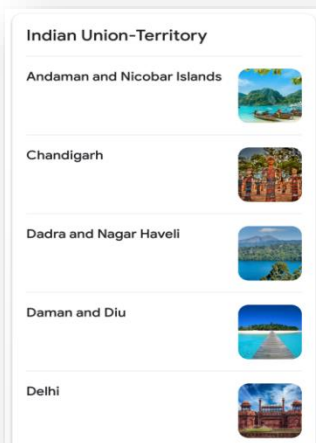 Indian Union-Territory
Andaman and Nicobar Islands
Chandigarh
Dadra and Nagar Haveli
Daman and Diu
Delhi